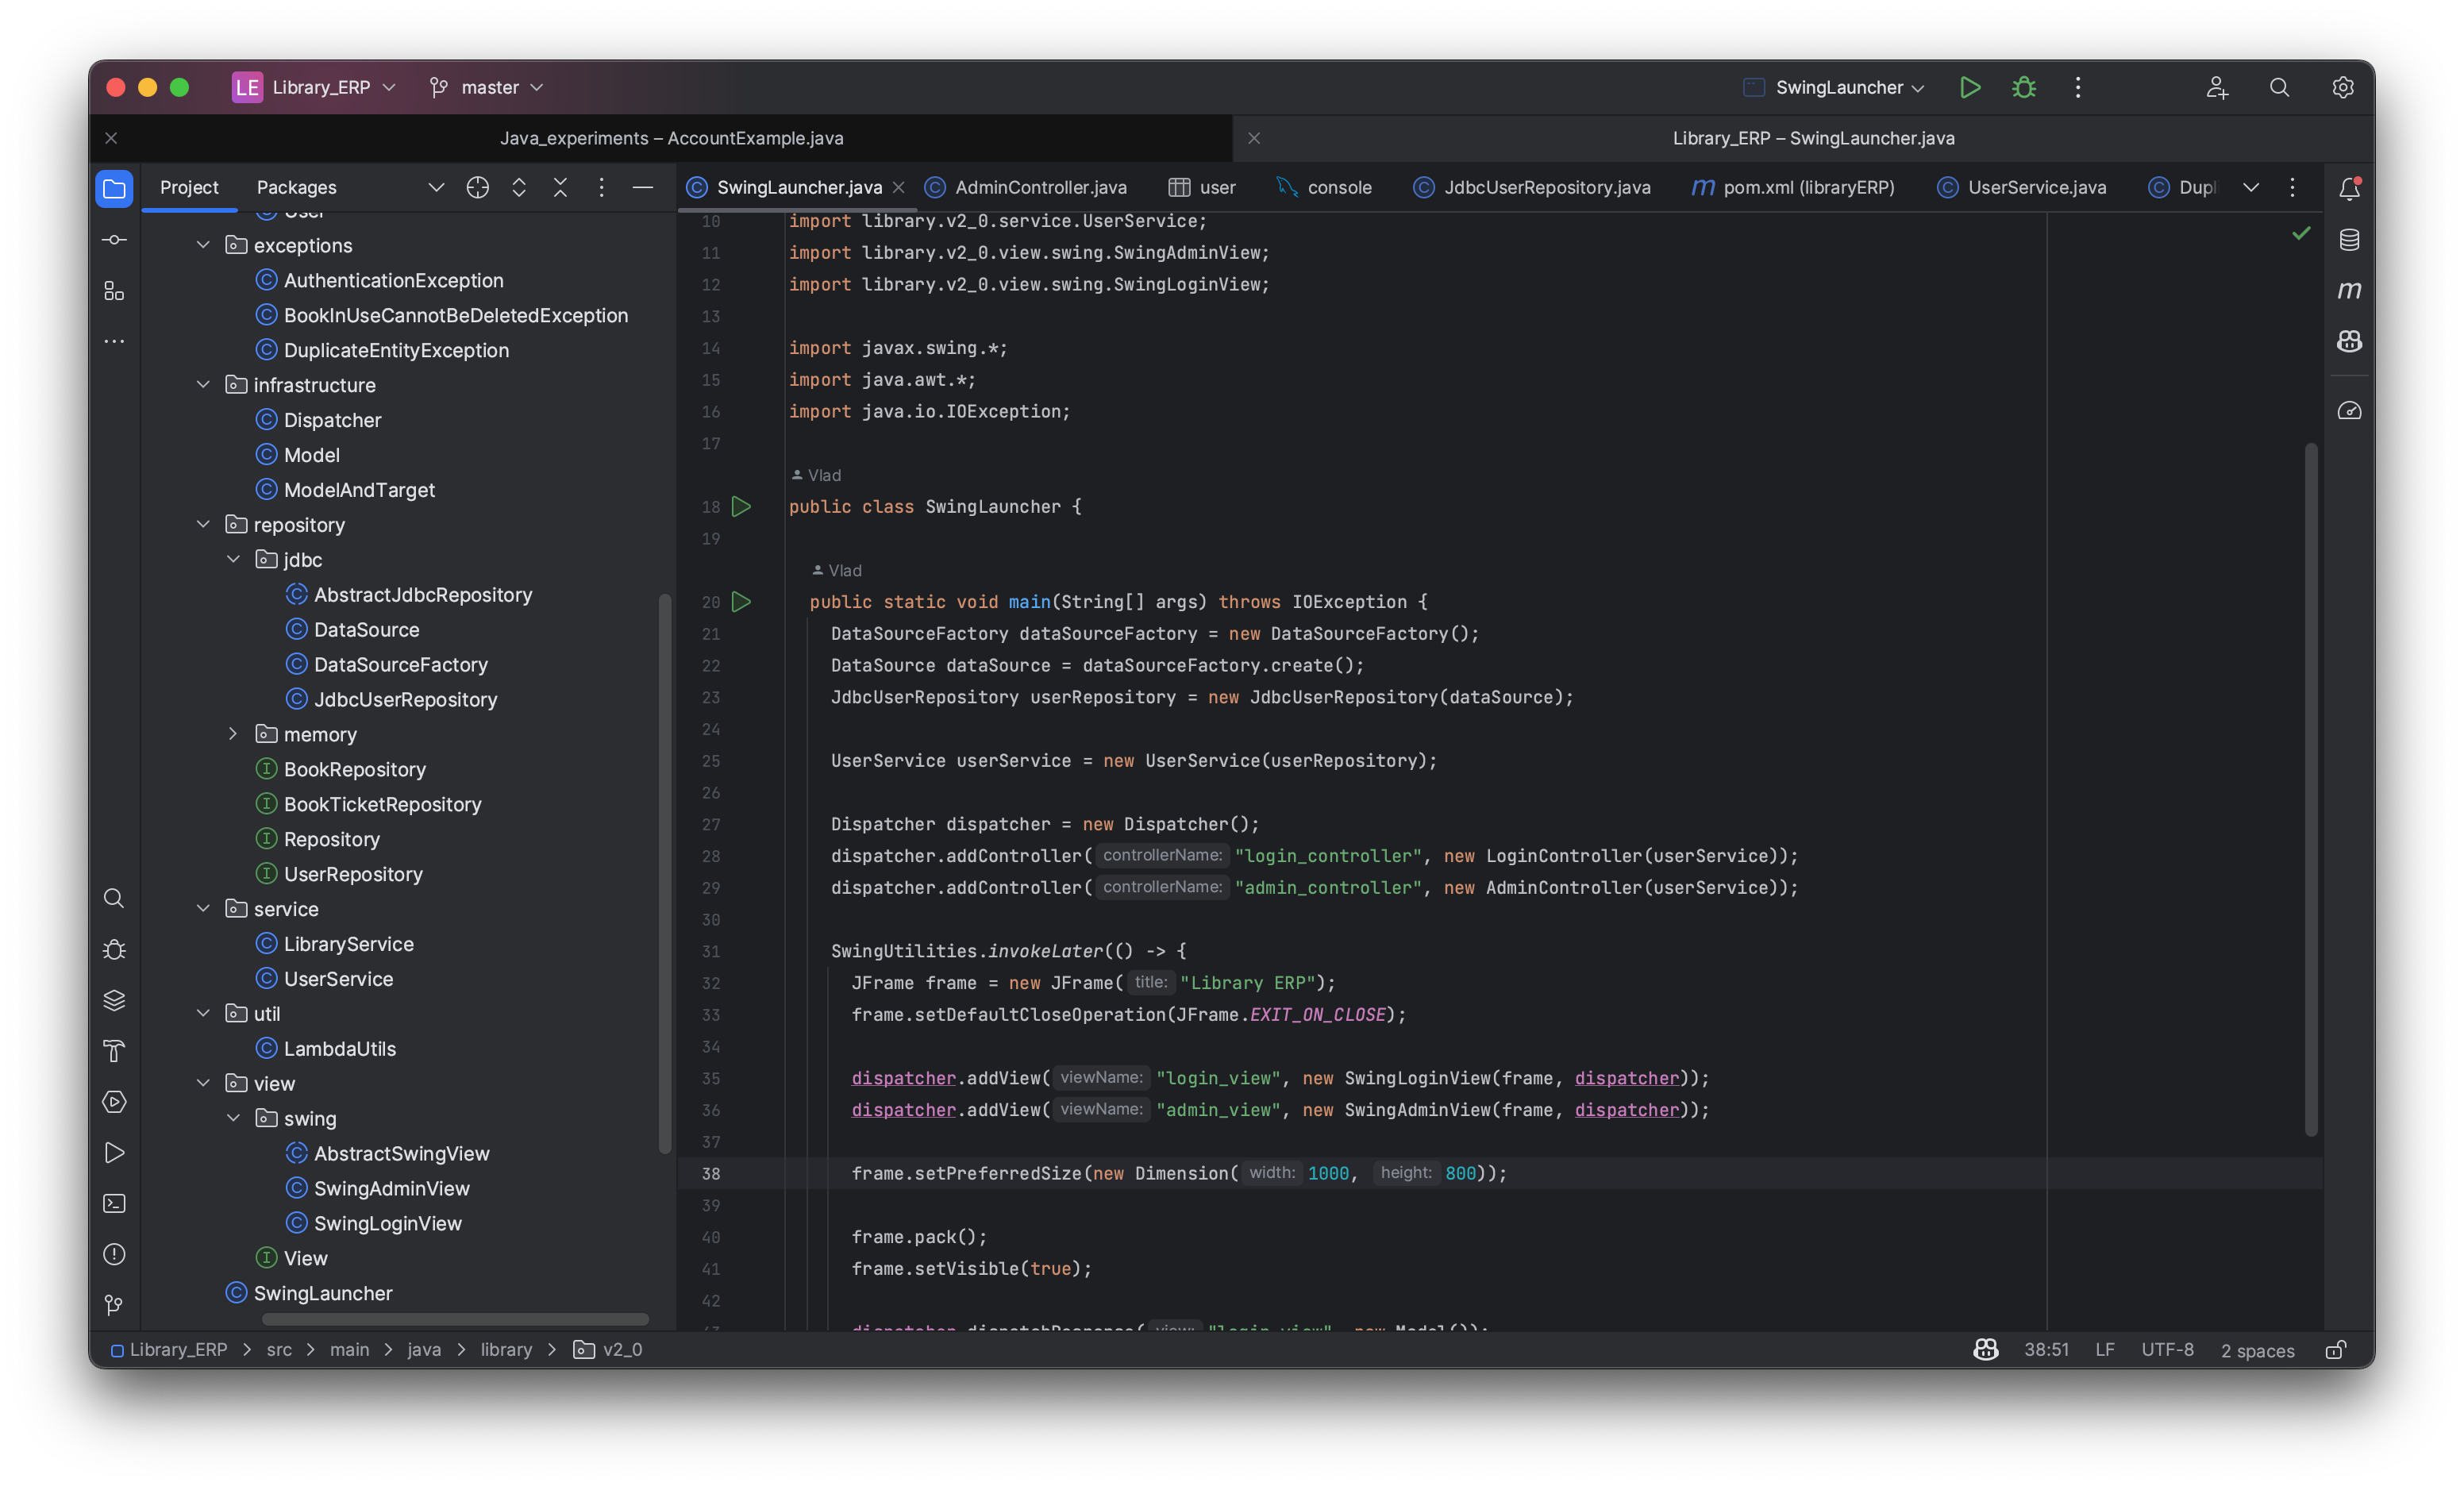 LE Library_ERP master SwingLauncher
Java_experiments – AccountExample.java
Library_ERP – SwingLauncher.java
Project Packages
SwingLauncher.java AdminController.java user console JdbcUserRepository.java pom.xml (libraryERP) UserService.java Dupl
User
exceptions
AuthenticationException
BookInUseCannotBeDeletedException
DuplicateEntityException
infrastructure
Dispatcher
Model
ModelAndTarget
repository
jdbc
AbstractJdbcRepository
DataSource
DataSourceFactory
JdbcUserRepository
memory
BookRepository
BookTicketRepository
Repository
UserRepository
service
LibraryService
UserService
util
LambdaUtils
view
swing
AbstractSwingView
SwingAdminView
SwingLoginView
View
SwingLauncher
10 import library.v2_0.service.UserService;
11 import library.v2_0.view.swing.SwingAdminView;
12 import library.v2_0.view.swing.SwingLoginView;
13
14 import javax.swing.*;
15 import java.awt.*;
16 import java.io.IOException;
17
Vlad
18 public class SwingLauncher {
19
Vlad
20 public static void main(String[] args) throws IOException {
21 DataSourceFactory dataSourceFactory = new DataSourceFactory();
22 DataSource dataSource = dataSourceFactory.create();
23 JdbcUserRepository userRepository = new JdbcUserRepository(dataSource);
24
25 UserService userService = new UserService(userRepository);
26
27 Dispatcher dispatcher = new Dispatcher();
28 dispatcher.addController( controllerName: "login_controller", new LoginController(userService));
29 dispatcher.addController( controllerName: "admin_controller", new AdminController(userService));
30
31 SwingUtilities.invokeLater(() -> {
32 JFrame frame = new JFrame( title: "Library ERP");
33 frame.setDefaultCloseOperation(JFrame.EXIT_ON_CLOSE);
34
35 dispatcher.addView( viewName: "login_view", new SwingLoginView(frame, dispatcher));
36 dispatcher.addView( viewName: "admin_view", new SwingAdminView(frame, dispatcher));
37
38 frame.setPreferredSize(new Dimension( width: 1000, height: 800));
39
40 frame.pack();
41 frame.setVisible(true);
42
43 dispatcher.dispatchResponse( view: "login_view", new Model());
Library_ERP > src > main > java > library > v2_0
38:51 LF UTF-8 2 spaces